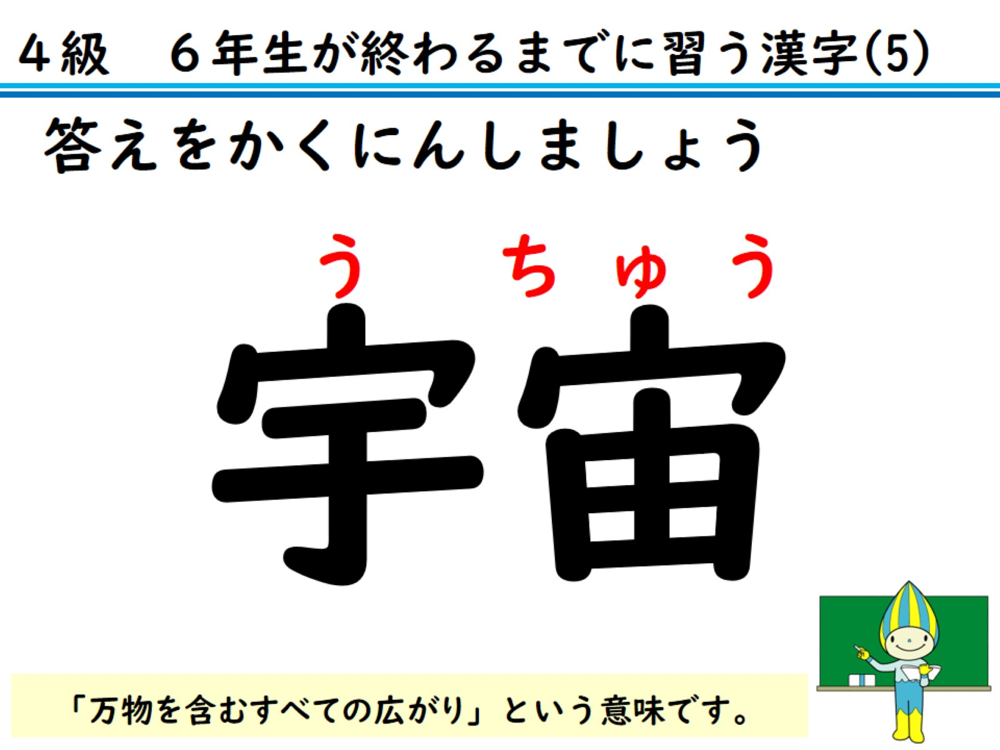 ４級　６年生が終わるまでに習う漢字(5)
答えをかくにんしましょう
う ちゅう
宇宙
「万物を含むすべての広がり」という意味です。